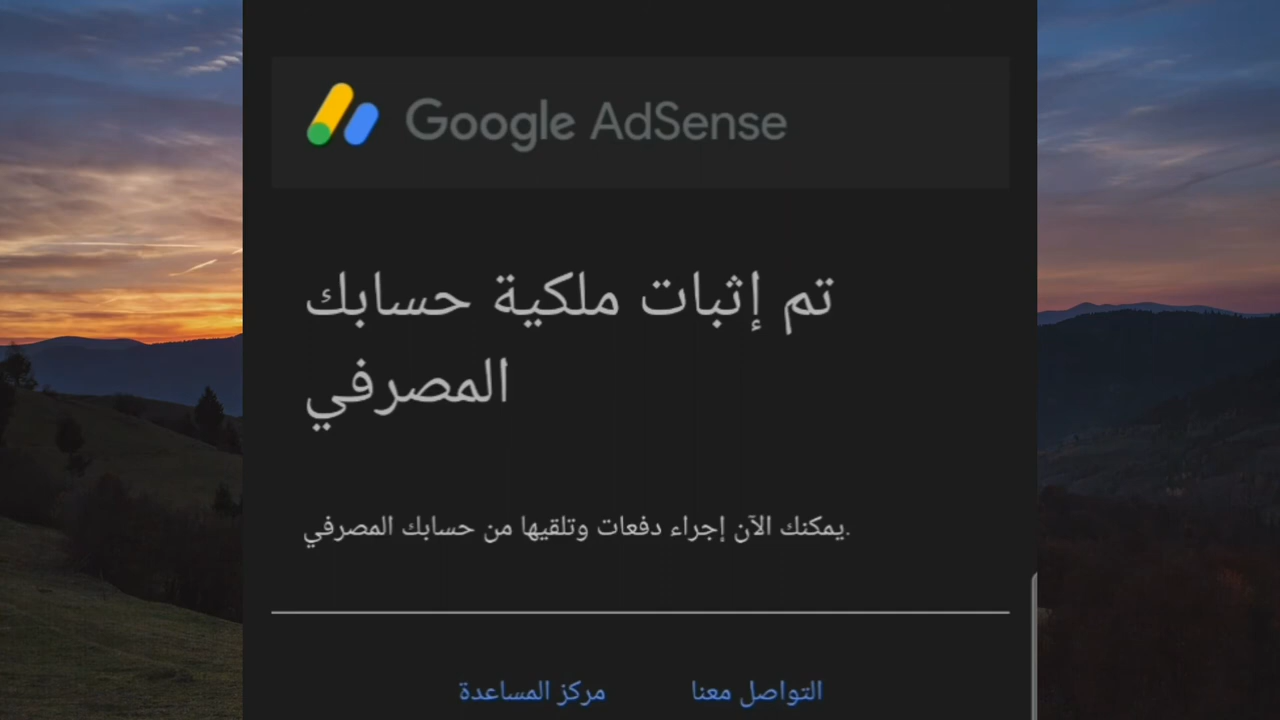 Google AdSense
تم إثبات ملكية حسابك
المصرفي
يمكنك الآن إجراء دفعات وتلقيها من حسابك المصرفي.
التواصل معنا
مركز المساعدة